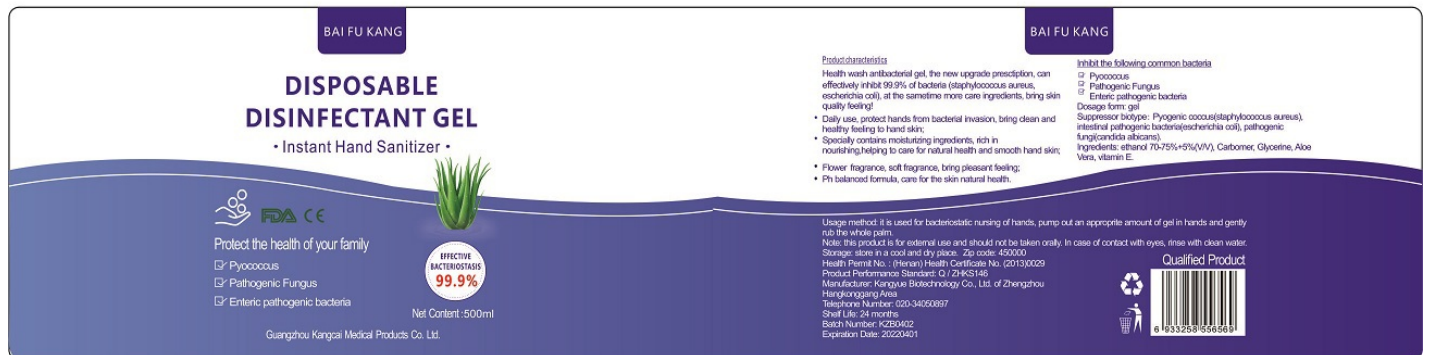 BAI FU KANG
DISPOSABLE
DISINFECTANT GEL
• Instant Hand Sanitizer •
FDA CE
Protect the health of your family
Pyococcus
Pathogenic Fungus
Enteric pathogenic bacteria
EFFECTIVE
BACTERIOSTASIS
99.9%
Net Content:500ml
Guangzhou Kangcai Medical Products Co. Ltd.
Product characteristics
Health wash antibacterial gel, the new upgrade presctiption, can
effectively inhibit 99.9% of bacteria (staphylococcus aureus,
escherichia coli), at the sametime more care ingredients, bring skin
quality feeling!
• Daily use, protect hands from bacterial invasion, bring clean and
healthy feeling to hand skin;
• Specially contains moisturizing ingredients, rich in
nourishing,helping to care for natural health and smooth hand skin;
• Flower fragrance, soft fragrance, bring pleasant feeling;
• Ph balanced formula, care for the skin natural health.
BAI FU KANG
Inhibit the following common bacteria
Pyococcus
Pathogenic Fungus
Enteric pathogenic bacteria
Dosage form: gel
Suppressor biotype: Pyogenic coccus(staphylococcus aureus),
intestinal pathogenic bacteria(escherichia coli), pathogenic
fungi(candida albicans).
Ingredients: ethanol 70-75%+5%(V/V), Carbomer, Glycerine, Aloe
Vera, vitamin E.
Usage method: it is used for bacteriostatic nursing of hands, pump out an approprite amount of gel in hands and gently
rub the whole palm.
Note: this product is for external use and should not be taken orally. In case of contact with eyes, rinse with clean water.
Storage: store in a cool and dry place. Zip code: 450000
Health Permit No. : (Henan) Health Certificate No. (2013)0029
Product Performance Standard: Q / ZHKS146
Manufacturer: Kangyue Biotechnology Co., Ltd. of Zhengzhou
Hangkonggang Area
Telephone Number: 020-34050897
Shelf Life: 24 months
Batch Number: KZB0402
Expiration Date: 20220401
Qualified Product
6 933258 556569